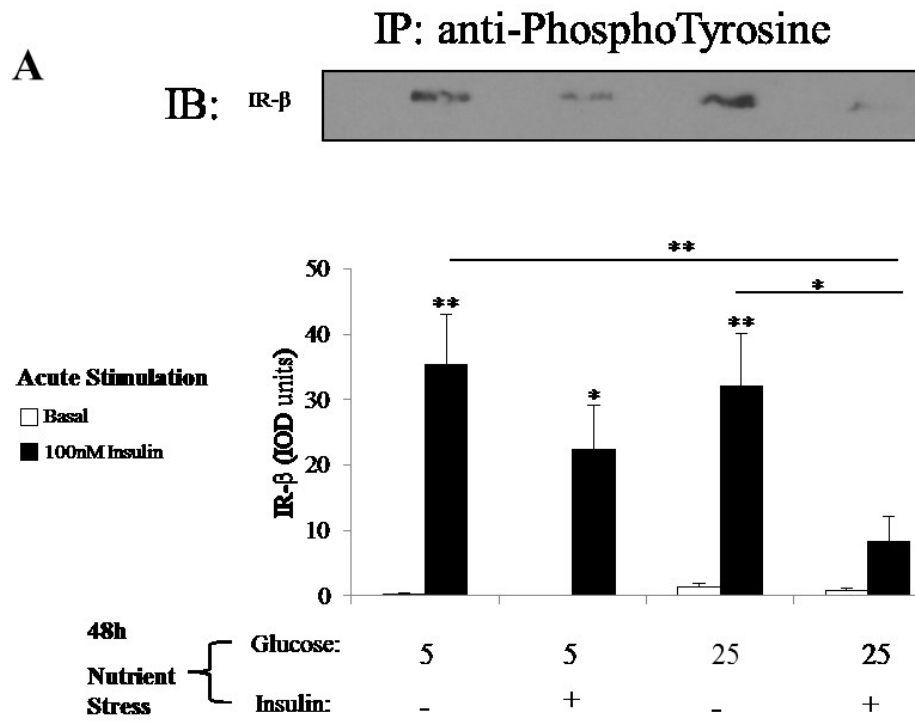 IP: anti-PhosphoTyrosine
A
IB: IR-β
**
50
*
40
**
**
30
*
20
10
0
IR-β (IOD units)
Acute Stimulation
Basal
100nM Insulin
48h
Nutrient
Stress
Glucose: 5 5 25 25
Insulin: - + - +